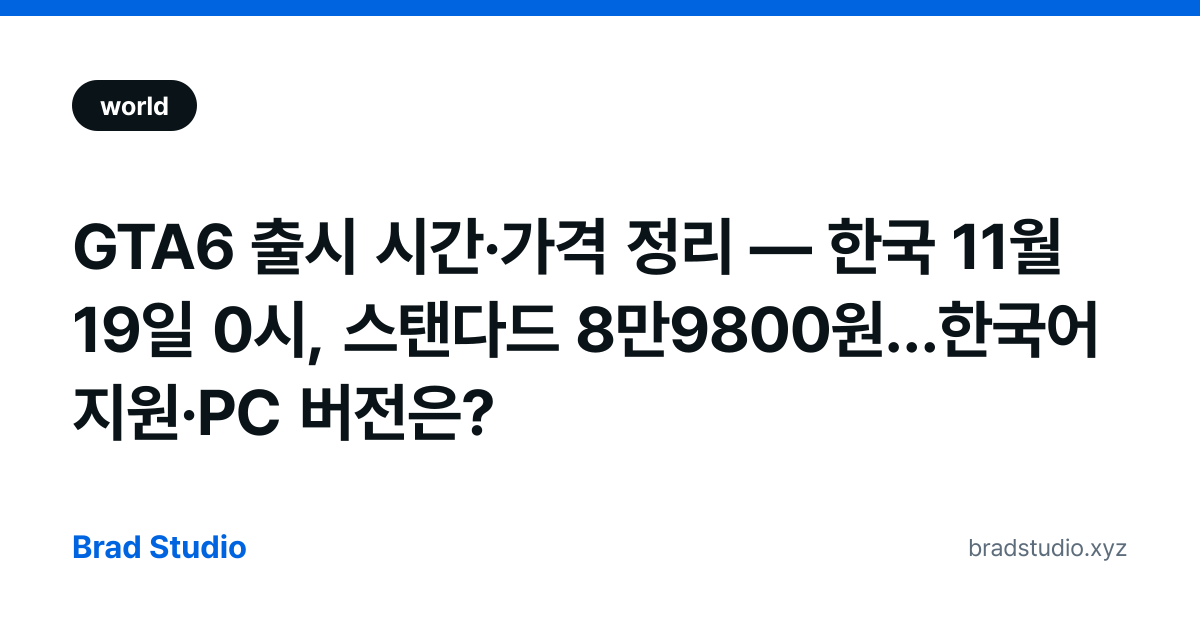 world
GTA6 출시 시간·가격 정리 — 한국 11월
19일 0시, 스탠다드 8만9800원…한국어
지원·PC 버전은?
Brad Studio
bradstudio.xyz